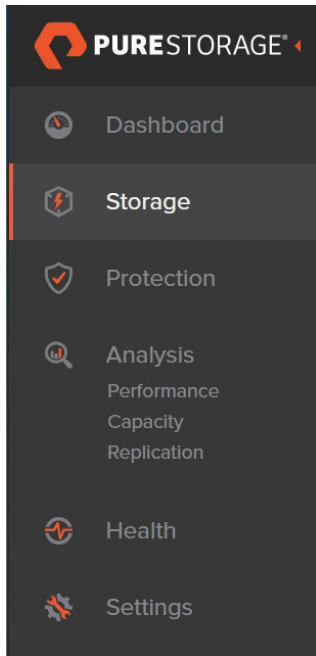 PURESTORAGE®
Dashboard
Storage
Protection
Analysis
Performance
Capacity
Replication
Health
Settings